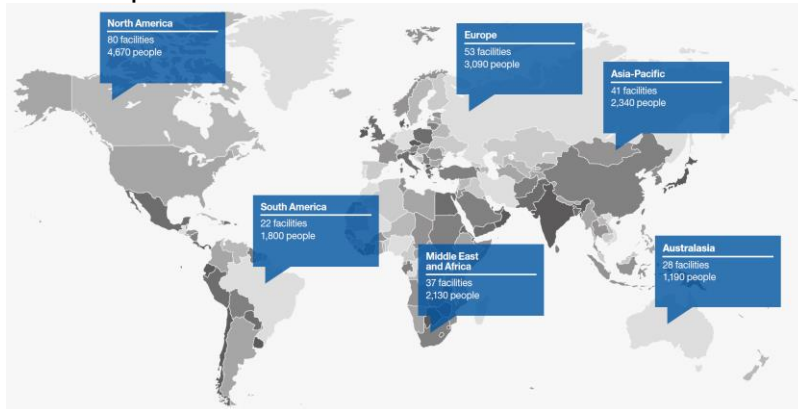 North America
80 facilities
4,670 people
Europe
53 facilities
3,090 people
Asia-Pacific
41 facilities
2,340 people
South America
22 facilities
1,800 people
Middle East
and Africa
37 facilities
2,130 people
Australasia
28 facilities
1,190 people